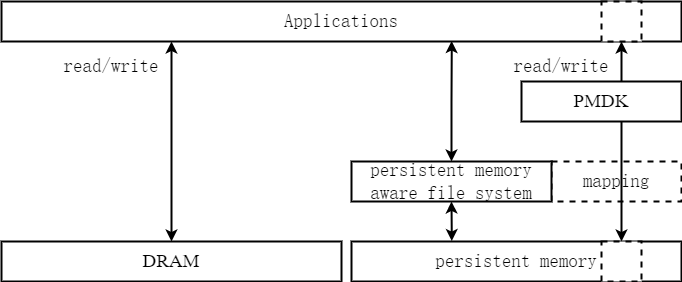 Applications
read/write
read/write
PMDK
persistent memory
aware file system
mapping
DRAM
persistent memory